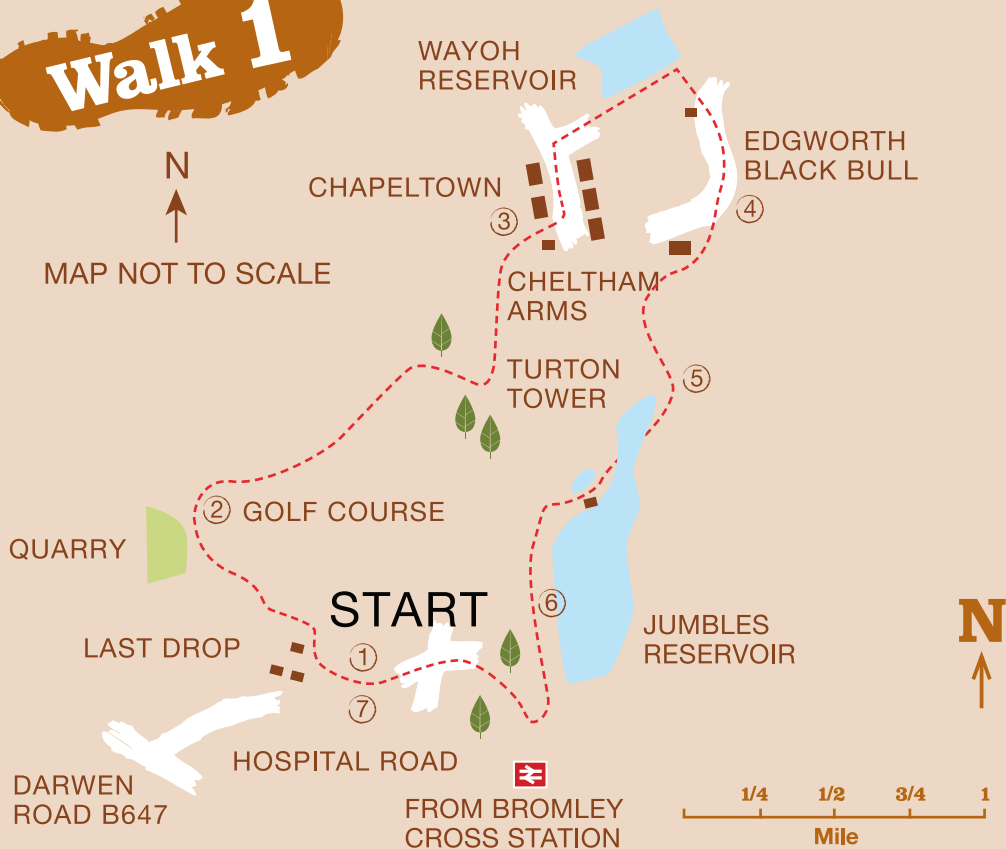 Walk 1
N
MAP NOT TO SCALE
WAYOH
RESERVOIR
EDGWORTH
BLACK BULL
CHAPELTOWN
③
④
CHELTHAM
ARMS
TURTON
TOWER
⑤
② GOLF COURSE
QUARRY
START
⑥
LAST DROP
①
⑦
JUMBLES
RESERVOIR
N
HOSPITAL ROAD
DARWEN
ROAD B647
FROM BROMLEY
CROSS STATION
1/4 1/2 3/4 1
Mile